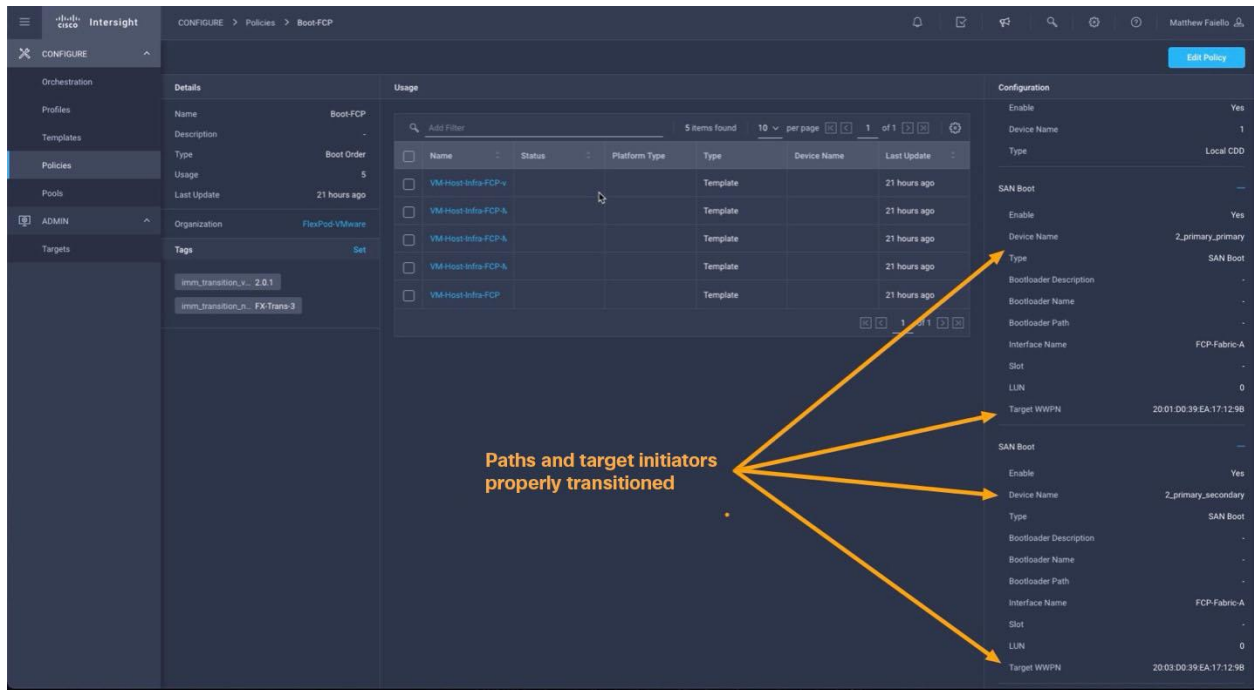 cisco Intersight CONFIGURE > Policies > Boot-FCP Matthew Faiello
CONFIGURE
Edit Policy
Orchestration
Profiles
Templates
Policies
Pools
ADMIN
Targets
Details
Name Boot-FCP
Description -
Type Boot Order
Usage 5
Last Update 21 hours ago
Organization FlexPod-VMware
Tags Set
imm_transition_v... 2.0.1
imm_transition_n... FX-Trans-3
Usage
Add Filter 5 items found 10 per page 1 of 1
Name Status Platform Type Type Device Name Last Update
VM-Host-Infra-FCP-v Template 21 hours ago
VM-Host-Infra-FCP-M Template 21 hours ago
VM-Host-Infra-FCP-M Template 21 hours ago
VM-Host-Infra-FCP-M Template 21 hours ago
VM-Host-Infra-FCP Template 21 hours ago
1 of 1
Paths and target initiators
properly transitioned
Configuration
Enable Yes
Device Name 1
Type Local CDD
SAN Boot
Enable Yes
Device Name 2_primary_primary
Type SAN Boot
Bootloader Description -
Bootloader Name -
Bootloader Path -
Interface Name FCP-Fabric-A
Slot -
LUN 0
Target WWPN 20:01:D0:39:EA:17:12:9B
SAN Boot
Enable Yes
Device Name 2_primary_secondary
Type SAN Boot
Bootloader Description -
Bootloader Name -
Bootloader Path -
Interface Name FCP-Fabric-A
Slot -
LUN 0
Target WWPN 20:03:D0:39:EA:17:12:9B